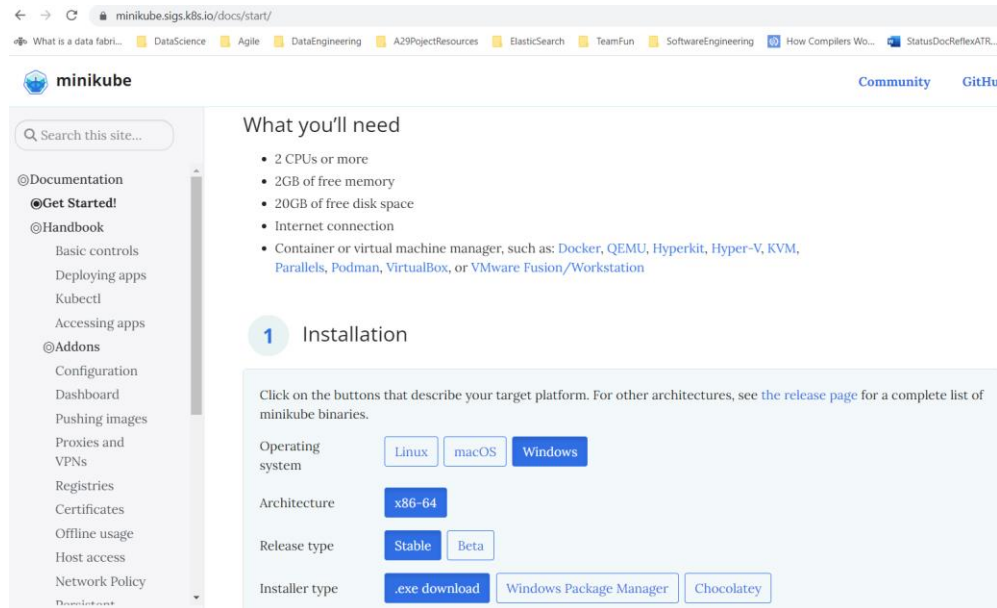 minikube.sigs.k8s.io/docs/start/
What is a data fabri... DataScience Agile DataEngineering A29PojectResources ElasticSearch TeamFun SoftwareEngineering How Compilers Wo... StatusDocReflexATR...
minikube
Community GitHu
Search this site...
Documentation
Get Started!
Handbook
Basic controls
Deploying apps
Kubectl
Accessing apps
Addons
Configuration
Dashboard
Pushing images
Proxies and
VPNs
Registries
Certificates
Offline usage
Host access
Network Policy
Persistent
What you'll need
• 2 CPUs or more
• 2GB of free memory
• 20GB of free disk space
• Internet connection
• Container or virtual machine manager, such as: Docker, QEMU, Hyperkit, Hyper-V, KVM,
Parallels, Podman, VirtualBox, or VMware Fusion/Workstation
1 Installation
Click on the buttons that describe your target platform. For other architectures, see the release page for a complete list of
minikube binaries.
Operating
system
Linux macOS Windows
Architecture x86-64
Release type Stable Beta
Installer type .exe download Windows Package Manager Chocolatey